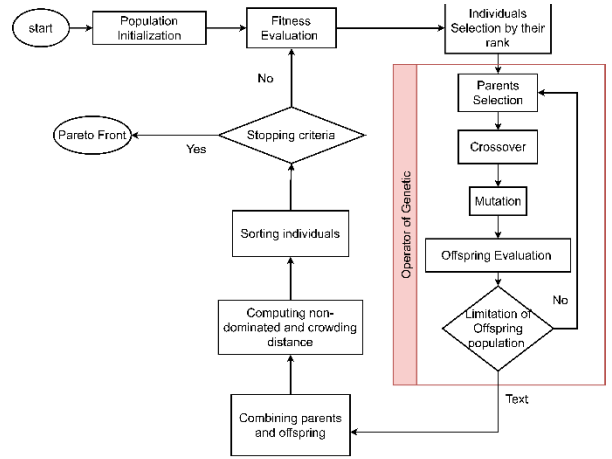 start
Population
Initialization
Fitness
Evaluation
Individuals
Selection by their
rank
Operator of Genetic
Parents
Selection
Crossover
Mutation
Offspring Evaluation
Limitation of
Offspring
population
No
Text
Combining parents
and offspring
Computing non-
dominated and crowding
distance
Sorting individuals
Stopping criteria
No
Yes
Pareto Front